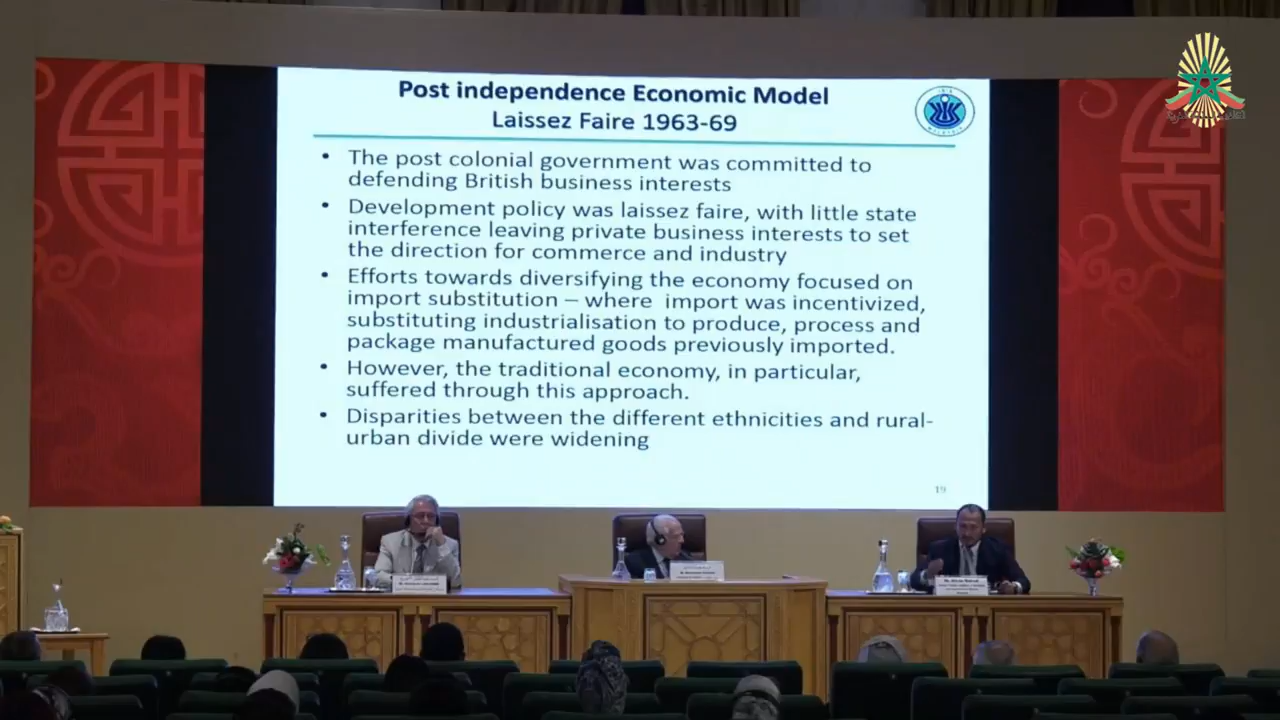 Post independence Economic Model
Laissez Faire 1963-69
• The post colonial government was committed to
defending British business interests
• Development policy was laissez faire, with little state
interference leaving private business interests to set
the direction for commerce and industry
• Efforts towards diversifying the economy focused on
import substitution – where import was incentivized,
substituting industrialisation to produce, process and
package manufactured goods previously imported.
• However, the traditional economy, in particular,
suffered through this approach.
• Disparities between the different ethnicities and rural-
urban divide were widening
19